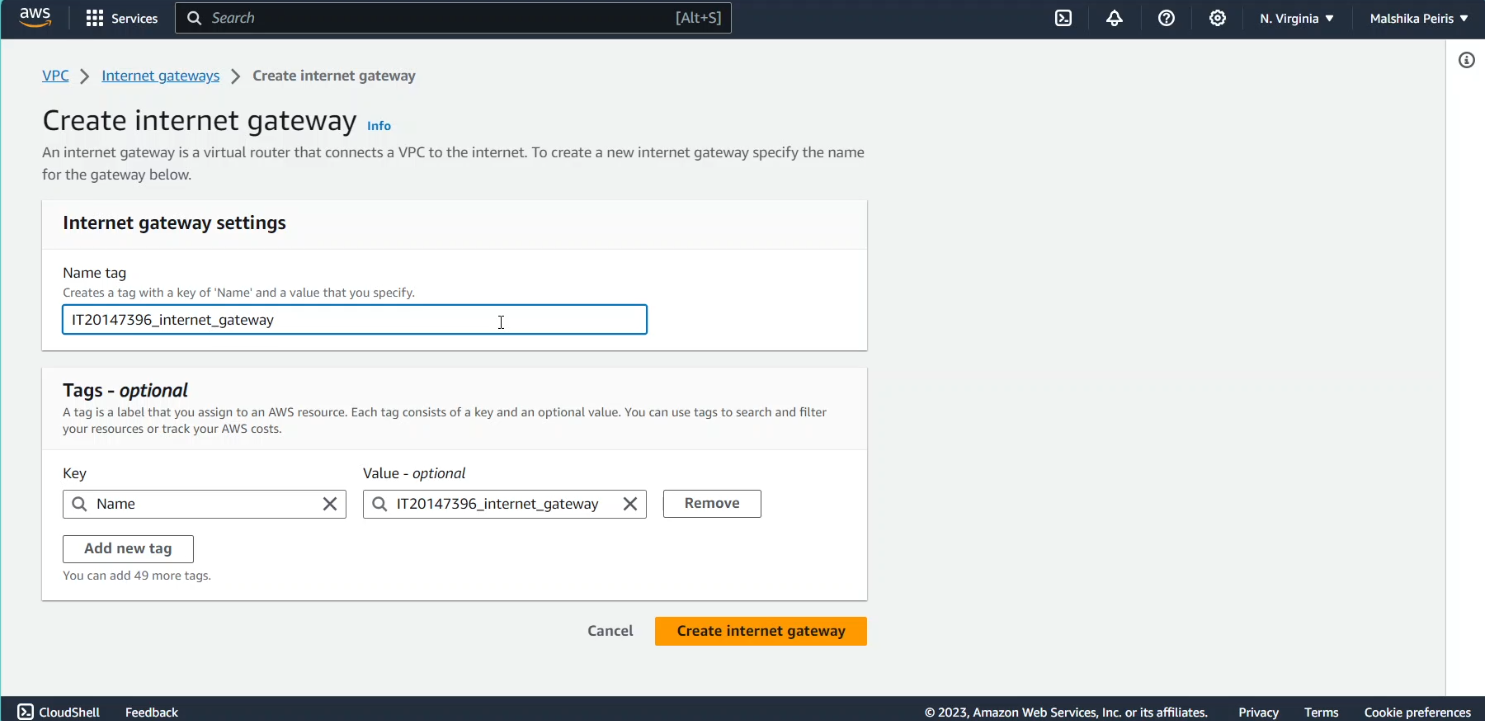 aws
Services
Search
[Alt+S]
N. Virginia
Malshika Peiris
VPC
Internet gateways
Create internet gateway
Create internet gateway Info
An internet gateway is a virtual router that connects a VPC to the internet. To create a new internet gateway specify the name
for the gateway below.
Internet gateway settings
Name tag
Creates a tag with a key of 'Name' and a value that you specify.
IT20147396_internet_gateway
Tags - optional
A tag is a label that you assign to an AWS resource. Each tag consists of a key and an optional value. You can use tags to search and filter
your resources or track your AWS costs.
Key
Value - optional
Name
IT20147396_internet_gateway
Remove
Add new tag
You can add 49 more tags.
Cancel
Create internet gateway
CloudShell
Feedback
© 2023, Amazon Web Services, Inc. or its affiliates.
Privacy
Terms
Cookie preferences